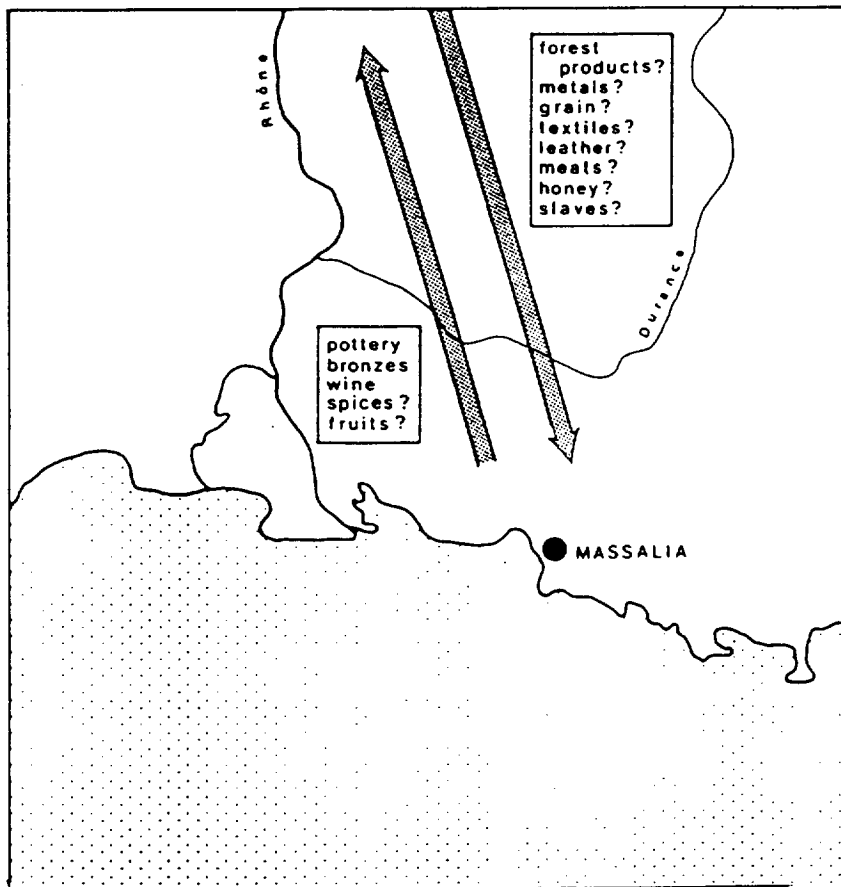 Rhône
forest
products?
metals?
grain?
textiles?
leather?
meats?
honey?
slaves?
Durance
pottery
bronzes
wine
spices?
fruits?
MASSALIA